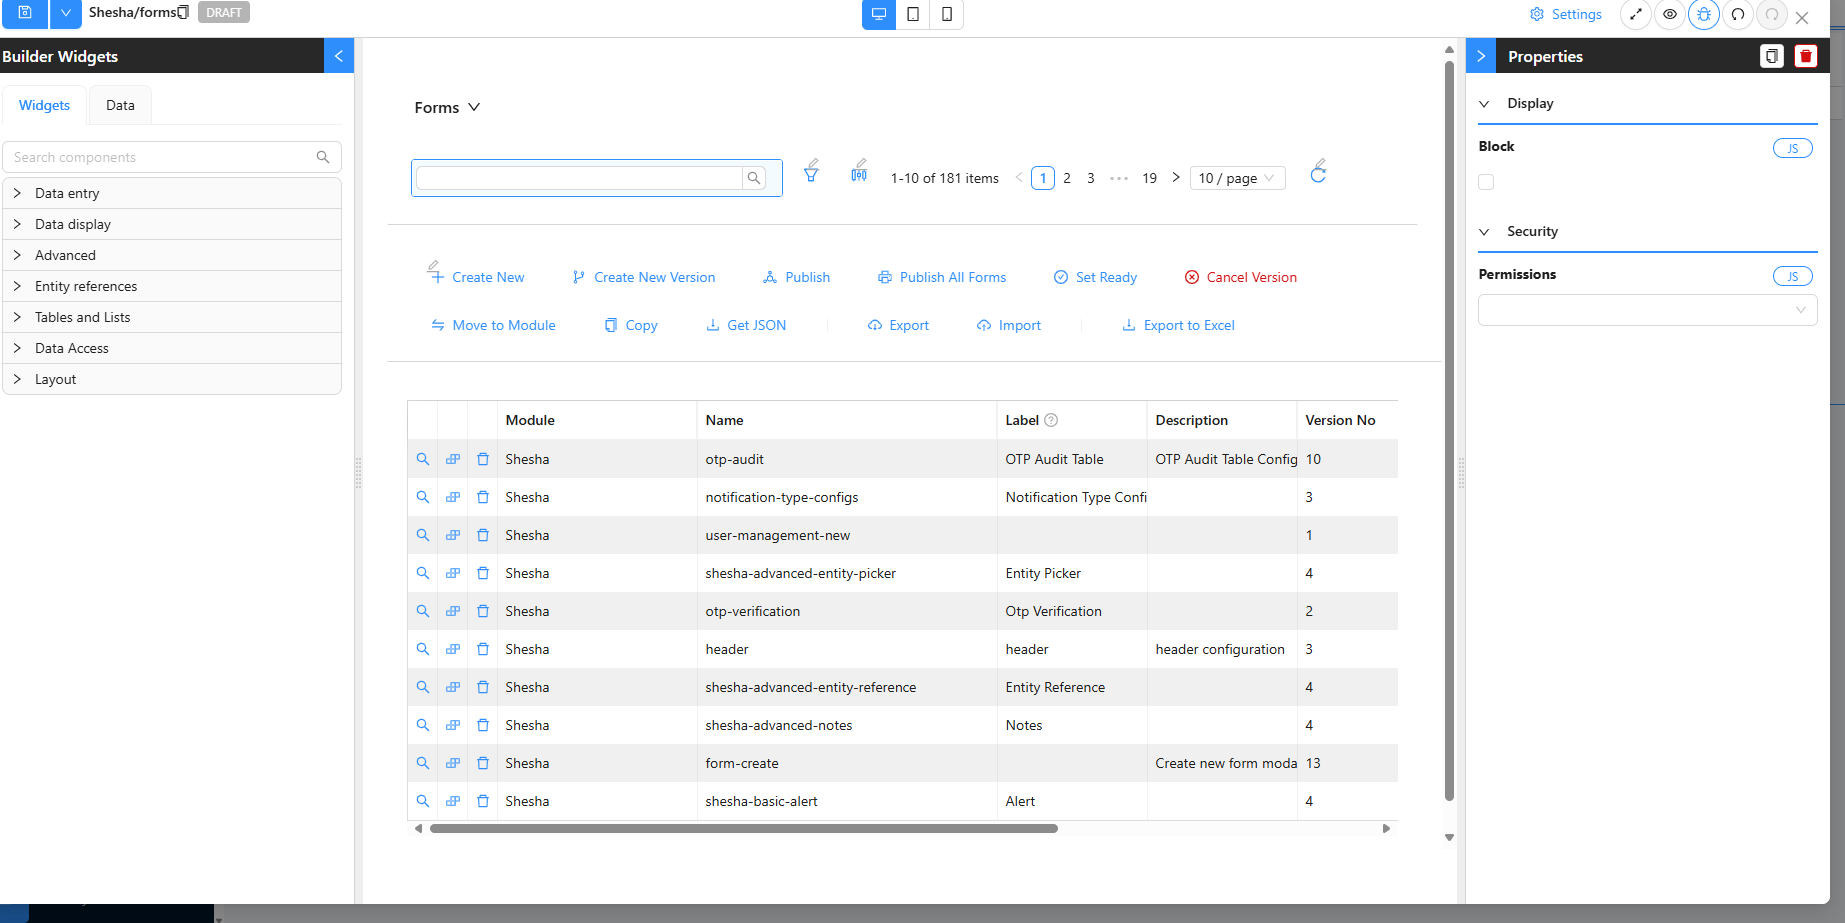 Shesha/forms DRAFT Settings
Builder Widgets
Widgets Data
Search components
Data entry
Data display
Advanced
Entity references
Tables and Lists
Data Access
Layout
Forms
1-10 of 181 items 1 2 3 ••• 19 10 / page
Create New Create New Version Publish Publish All Forms Set Ready Cancel Version
Move to Module Copy Get JSON Export Import Export to Excel
Module Name Label Description Version No
Shesha otp-audit OTP Audit Table OTP Audit Table Config 10
Shesha notification-type-configs Notification Type Confi 3
Shesha user-management-new 1
Shesha shesha-advanced-entity-picker Entity Picker 4
Shesha otp-verification Otp Verification 2
Shesha header header header configuration 3
Shesha shesha-advanced-entity-reference Entity Reference 4
Shesha shesha-advanced-notes Notes 4
Shesha form-create Create new form moda 13
Shesha shesha-basic-alert Alert 4
Properties
Display
Block JS
Security
Permissions JS